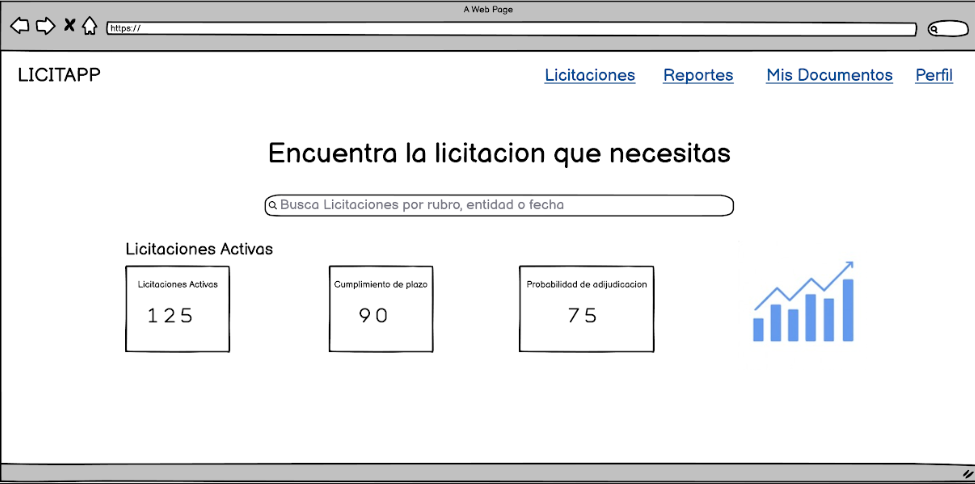 A Web Page
https://
LICITAPP
Licitaciones Reportes Mis Documentos Perfil
Encuentra la licitacion que necesitas
Busca Licitaciones por rubro, entidad o fecha
Licitaciones Activas
Licitaciones Activas
125
Cumplimiento de plazo
90
Probabilidad de adijudicacion
75